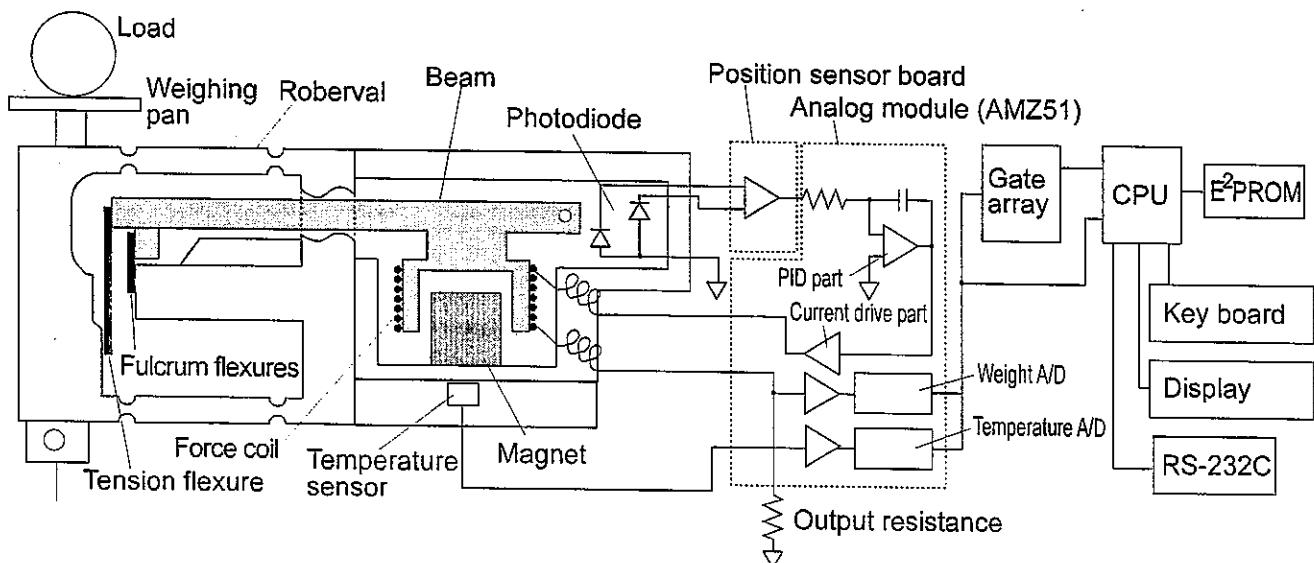 Load
Weighing
pan
Roberval
Beam
Photodiode
Position sensor board
Analog module (AMZ51)
Gate
array
CPU
E²PROM
PID part
Current drive part
Key board
Fulcrum flexures
Weight A/D
Display
Force coil
Temperature
sensor
Magnet
Temperature A/D
RS-232C
Tension flexure
Output resistance